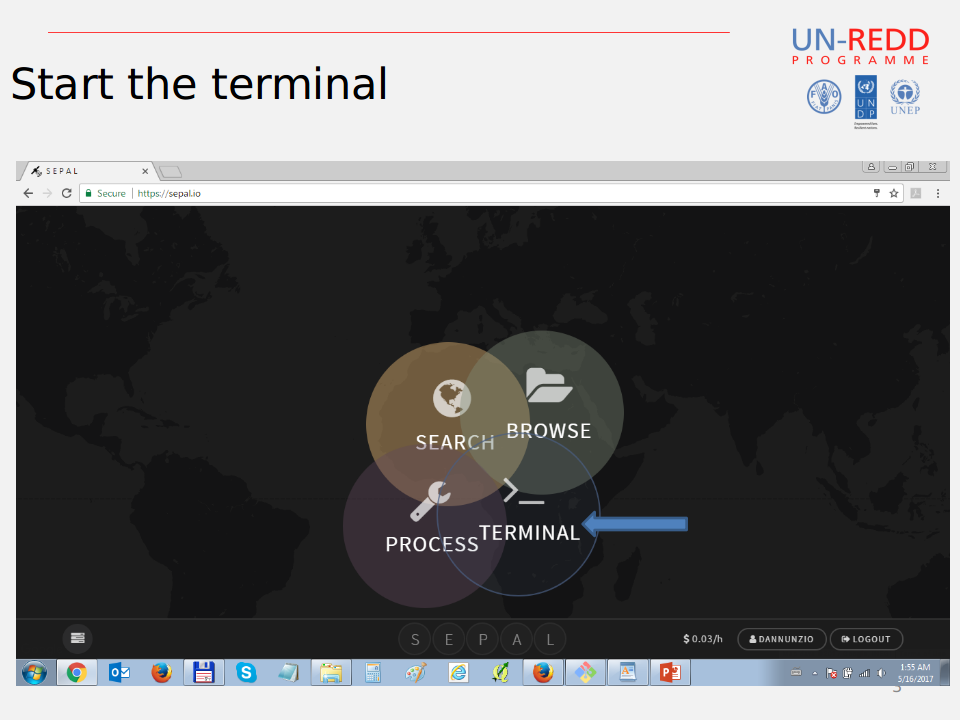 UN-REDD
PROGRAMME
Start the terminal
FAO
UN
DP
UNEP
SEPAL
Secure | https://sepal.io
SEARCH
BROWSE
PROCESS
TERMINAL
S E P A L
$ 0.03/h
DANNUNZIO
LOGOUT
1:55 AM
5/16/2017
3